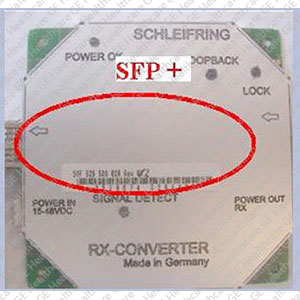 SCHLEIFRING
POWER OK
LOOPBACK
SFP +
LOCK
POWER IN
15-48VDC
SIGNAL DETECT
POWER OUT
RX
RX-CONVERTER
Made in Germany